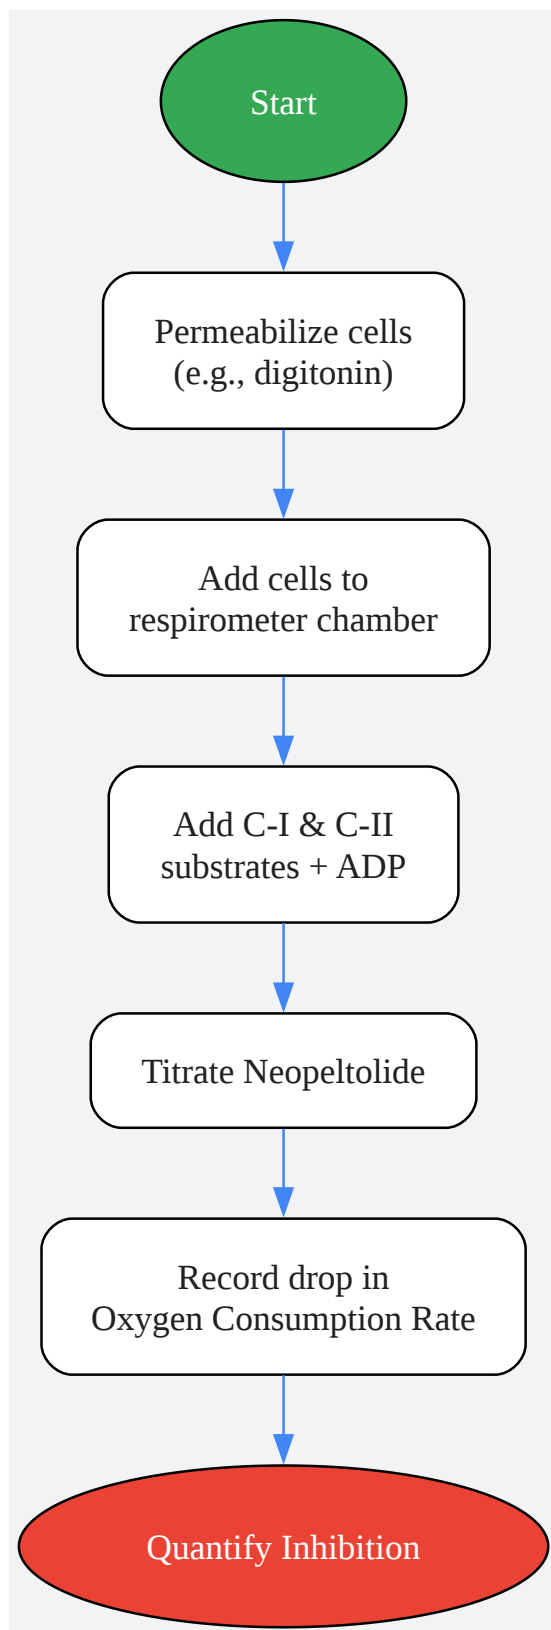 Start
Permeabilize cells
(e.g., digitonin)
Add cells to
respirometer chamber
Add C-I & C-II
substrates + ADP
Titrate Neopeltolide
Record drop in
Oxygen Consumption Rate
Quantify Inhibition